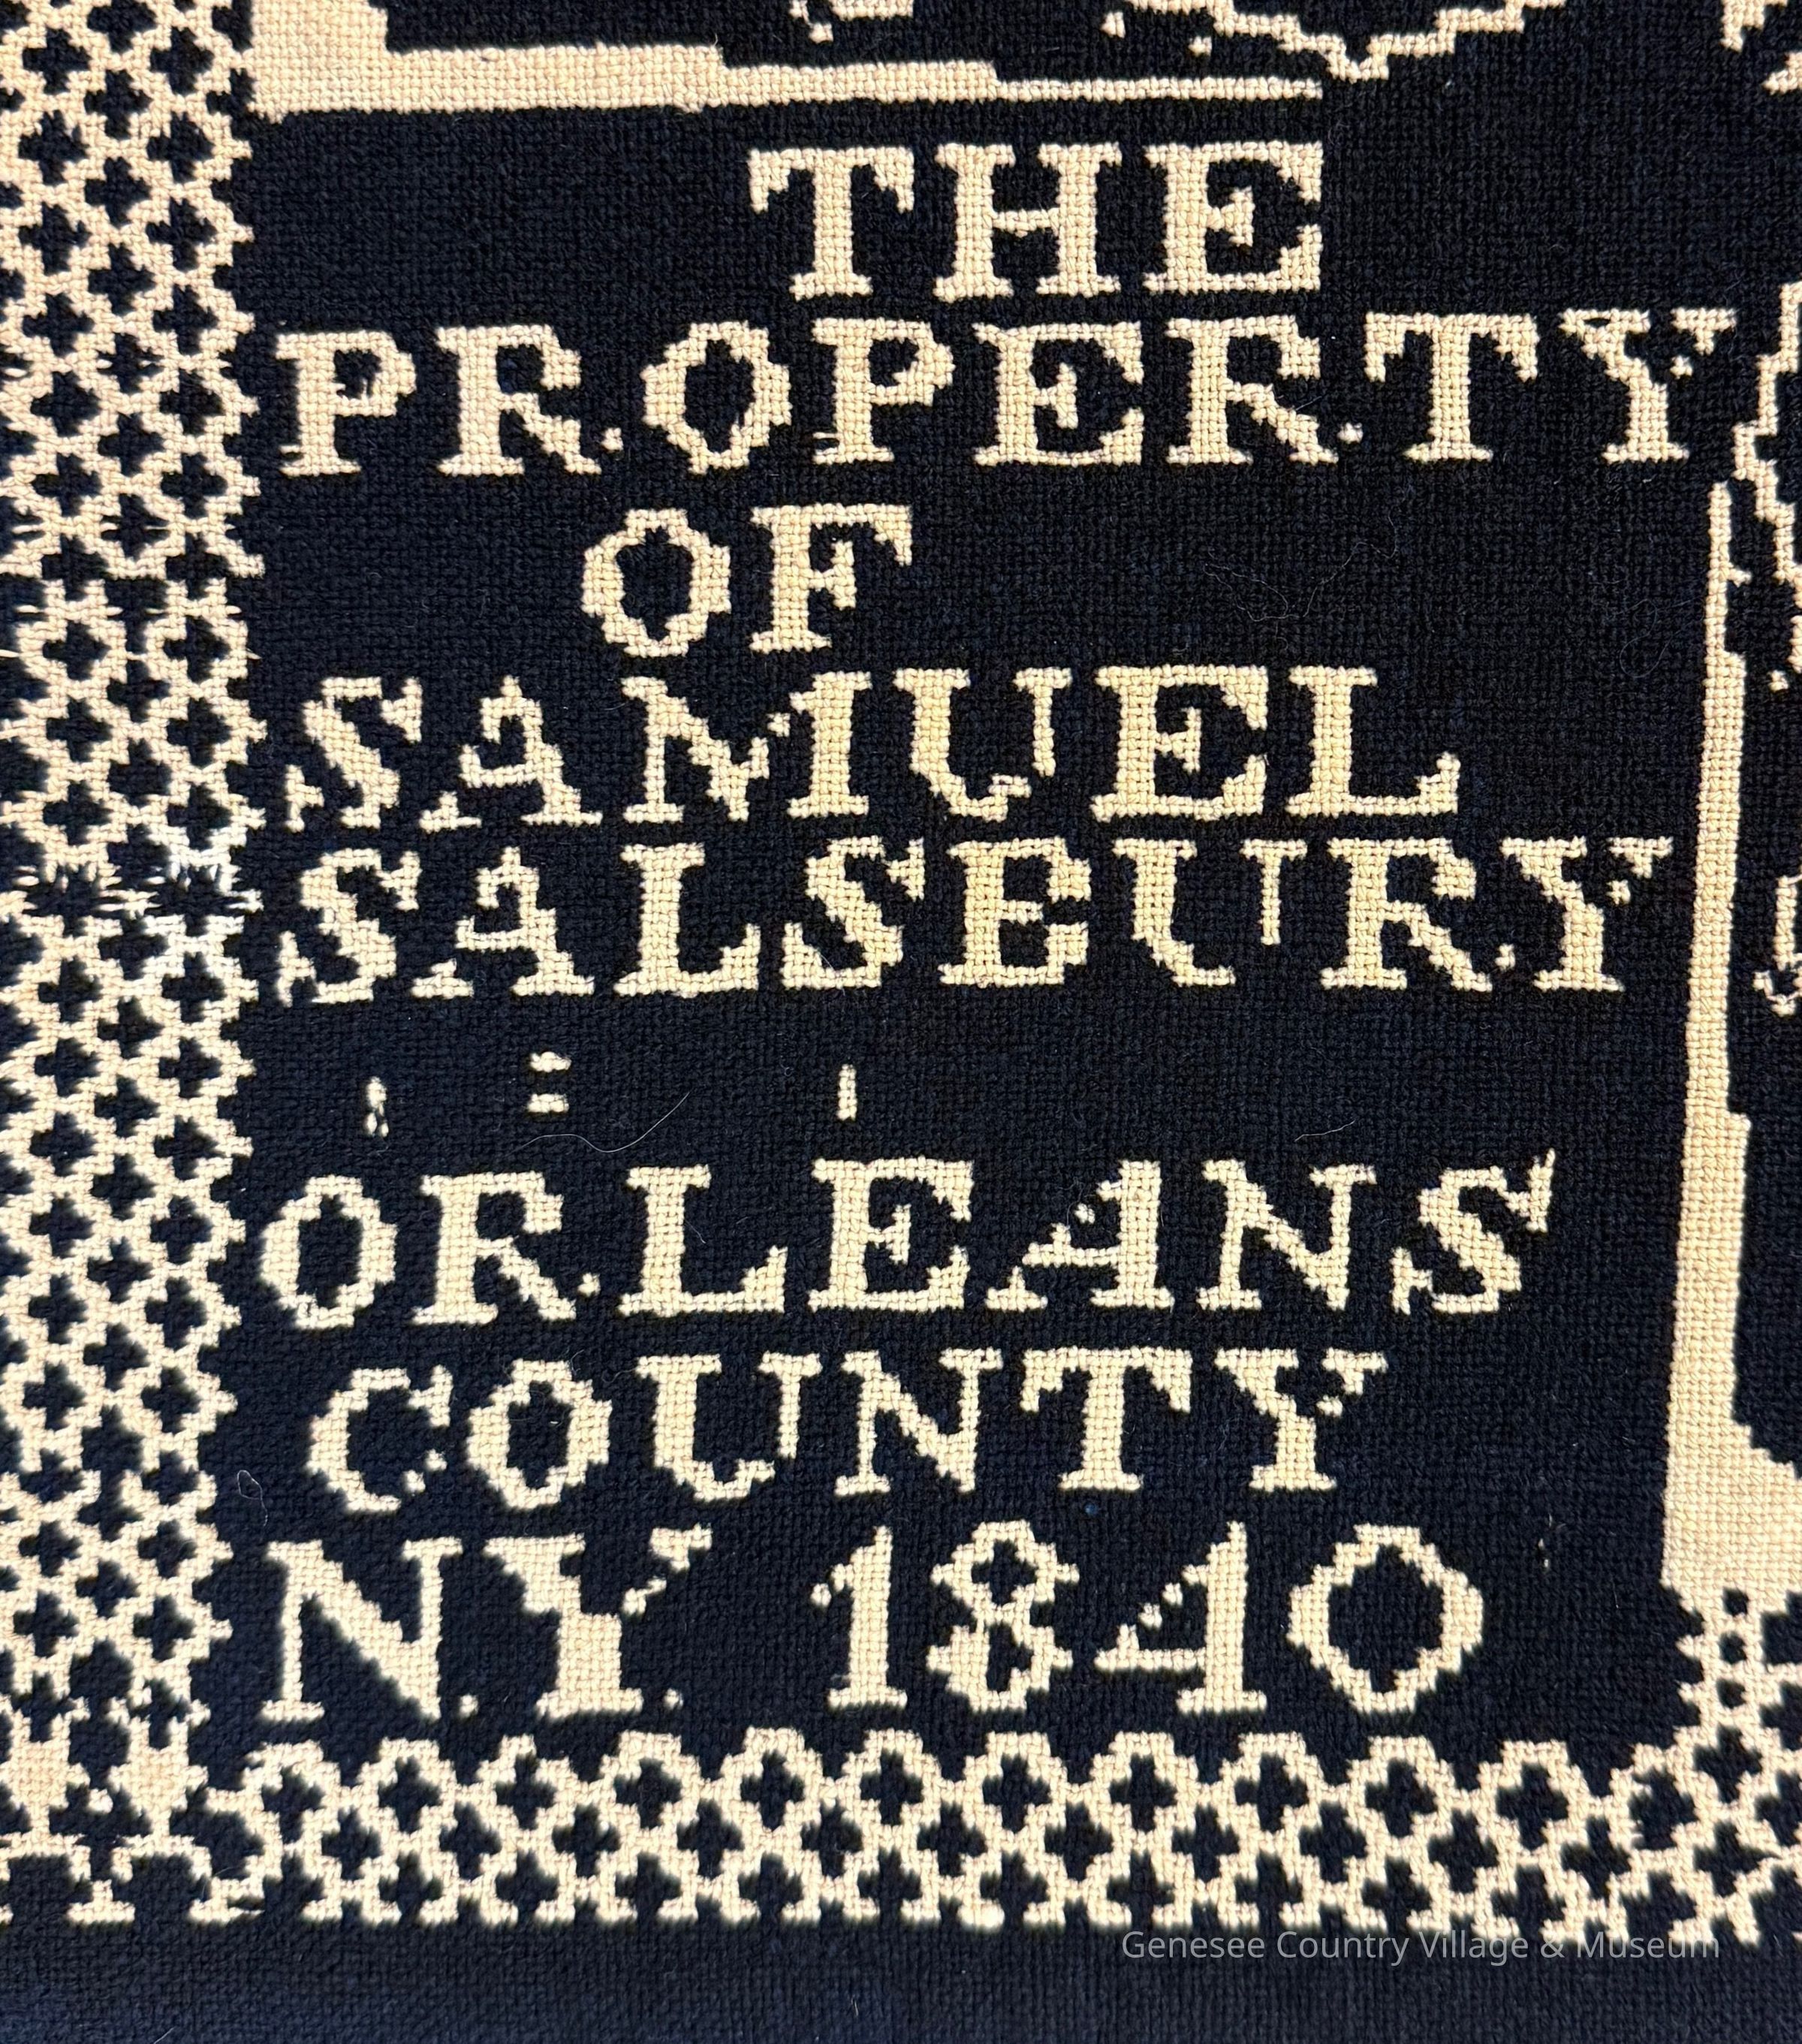 THE
PROPERTY
OF
SAMUEL
SALSBURY
ORLEANS
COUNTY
N.Y. 1840
Genesee Country Village & Museum